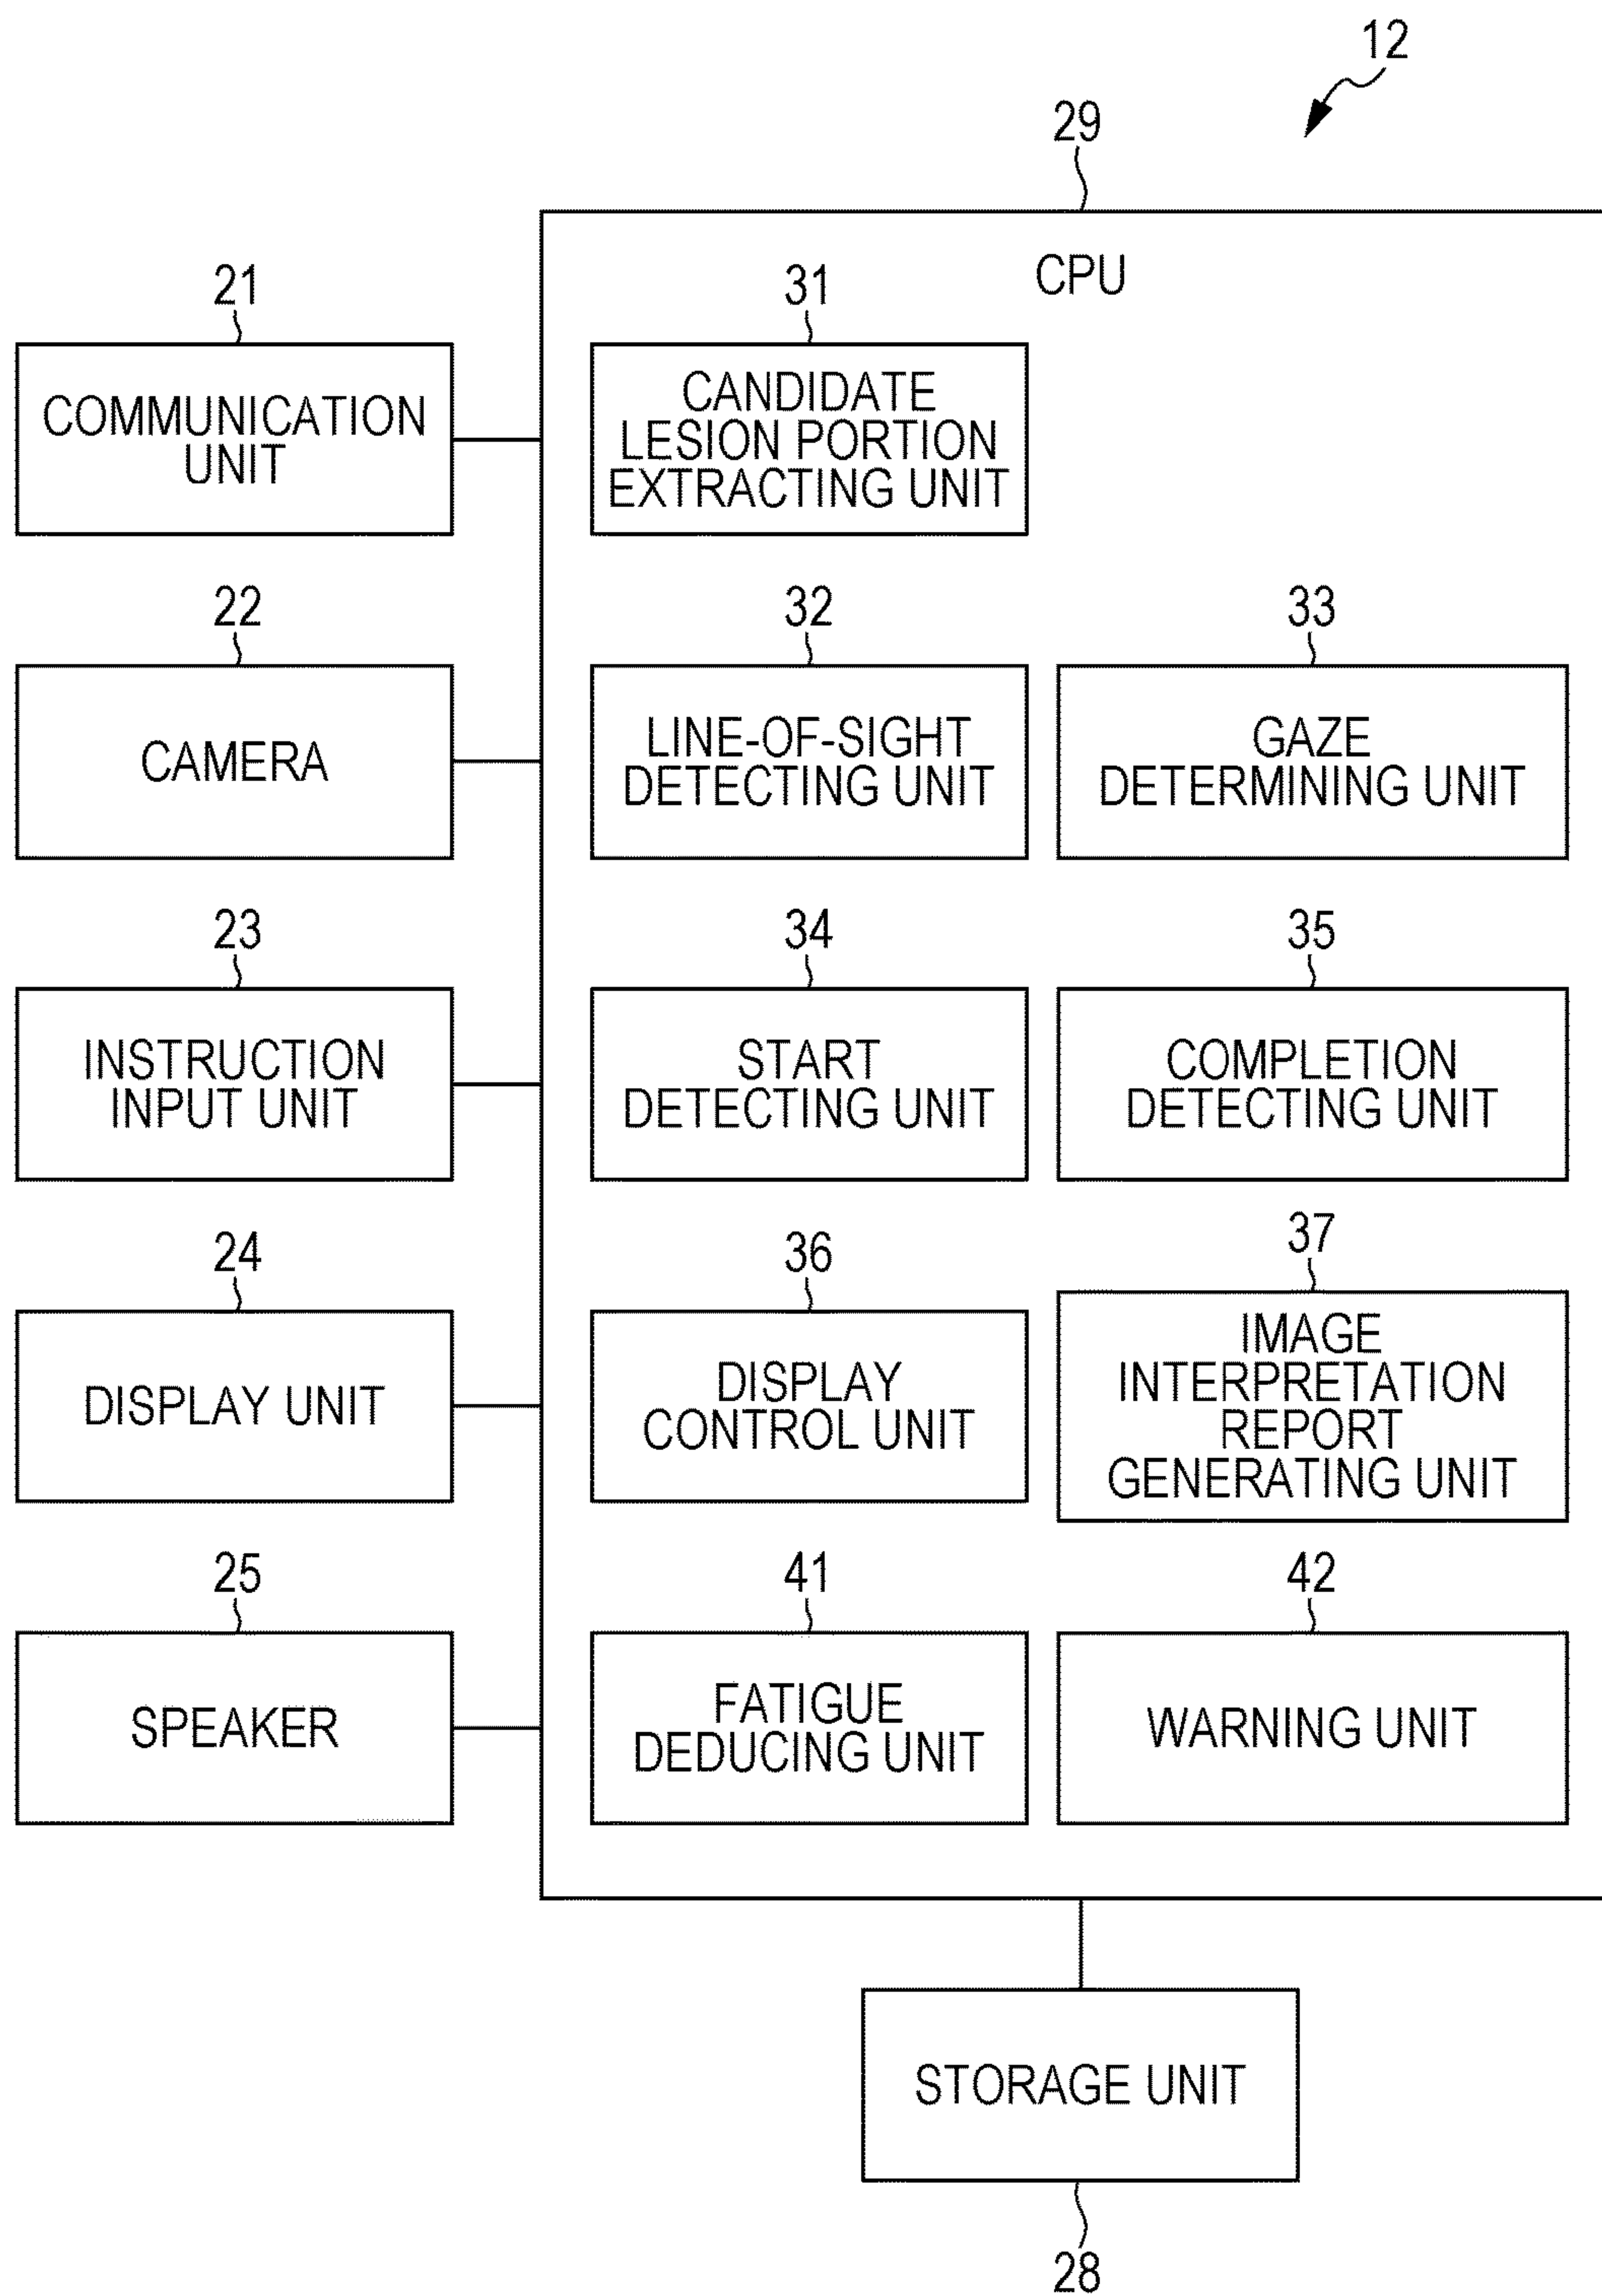 12
29
CPU
21
COMMUNICATION
UNIT
31
CANDIDATE
LESION PORTION
EXTRACTING UNIT
22
CAMERA
32
LINE-OF-SIGHT
DETECTING UNIT
33
GAZE
DETERMINING UNIT
23
INSTRUCTION
INPUT UNIT
34
START
DETECTING UNIT
35
COMPLETION
DETECTING UNIT
24
DISPLAY UNIT
36
DISPLAY
CONTROL UNIT
37
IMAGE
INTERPRETATION
REPORT
GENERATING UNIT
25
SPEAKER
41
FATIGUE
DEDUCING UNIT
42
WARNING UNIT
STORAGE UNIT
28